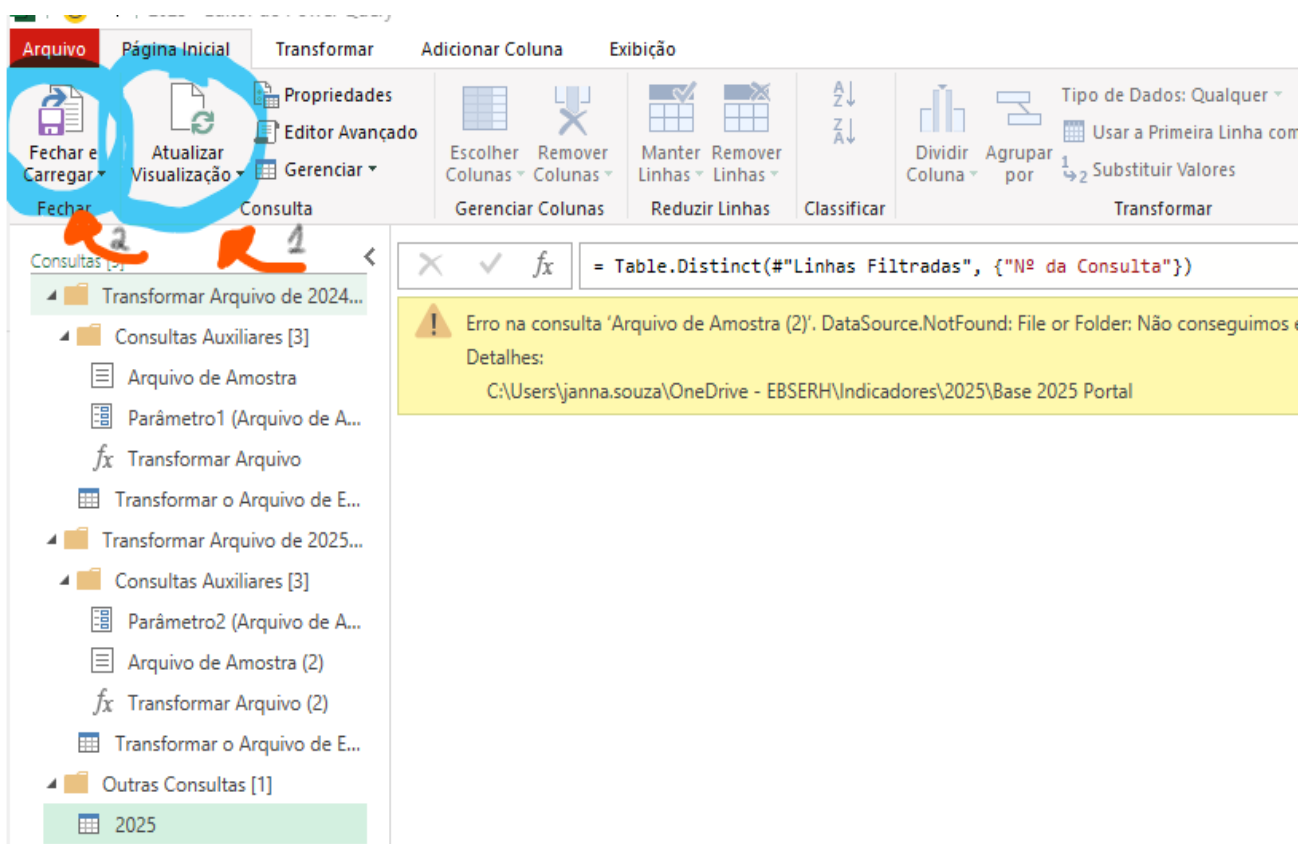 Arquivo Página Inicial Transformar Adicionar Coluna Exibição
Fechar e
Carregar
Fechar
Atualizar
Visualização
Propriedades
Editor Avançado
Gerenciar
Consulta
Escolher
Colunas
Remover
Colunas
Gerenciar Colunas
Manter
Linhas
Remover
Linhas
Reduzir Linhas
Classificar
Dividir
Coluna
Agrupar
por
Tipo de Dados: Qualquer
Usar a Primeira Linha com
Substituir Valores
Transformar
2
1
Consultas
= Table.Distinct(#"Linhas Filtradas", {"Nº da Consulta"})
Erro na consulta ‘Arquivo de Amostra (2)’. DataSource.NotFound: File or Folder: Não conseguimos
Detalhes:
C:\Users\janna.souza\OneDrive - EBSERH\Indicadores\2025\Base 2025 Portal
Transformar Arquivo de 2024...
Consultas Auxiliares [3]
Arquivo de Amostra
Parâmetro1 (Arquivo de A...
fx Transformar Arquivo
Transformar o Arquivo de E...
Transformar Arquivo de 2025...
Consultas Auxiliares [3]
Parâmetro2 (Arquivo de A...
Arquivo de Amostra (2)
fx Transformar Arquivo (2)
Transformar o Arquivo de E...
Outras Consultas [1]
2025